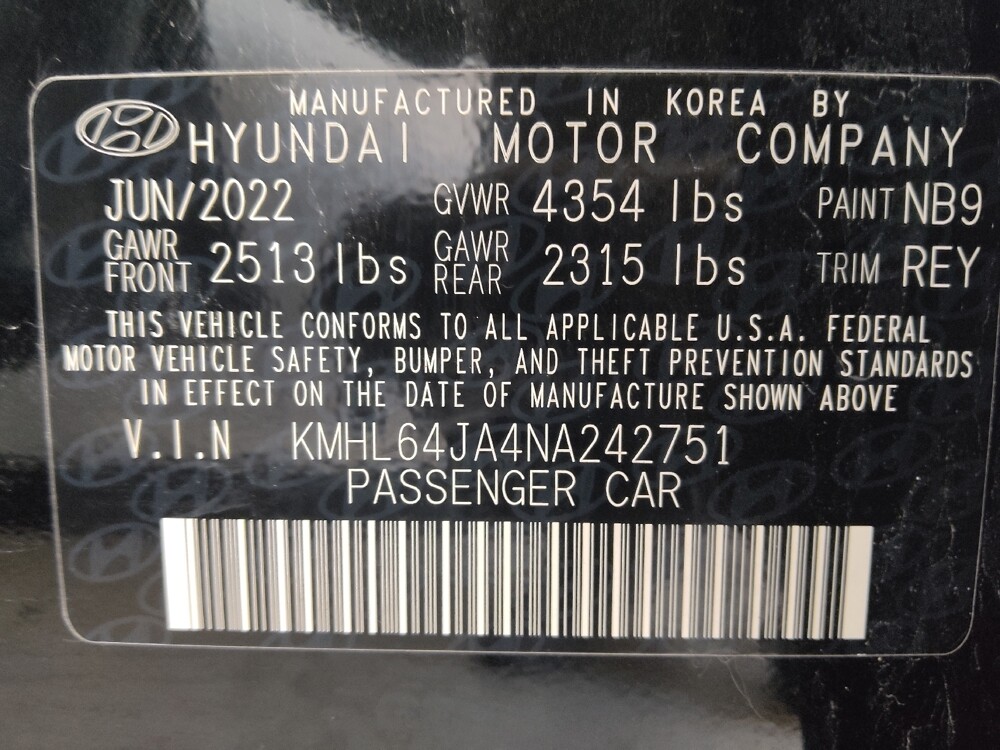 MANUFACTURED IN KOREA BY
HYUNDAI MOTOR COMPANY
JUN/2022 GVWR 4354 lbs PAINT NB9
GAWR FRONT 2513 lbs GAWR REAR 2315 lbs TRIM REY
THIS VEHICLE CONFORMS TO ALL APPLICABLE U.S.A. FEDERAL
MOTOR VEHICLE SAFETY, BUMPER, AND THEFT PREVENTION STANDARDS
IN EFFECT ON THE DATE OF MANUFACTURE SHOWN ABOVE
V.I.N KMHL64JA4NA242751
PASSENGER CAR